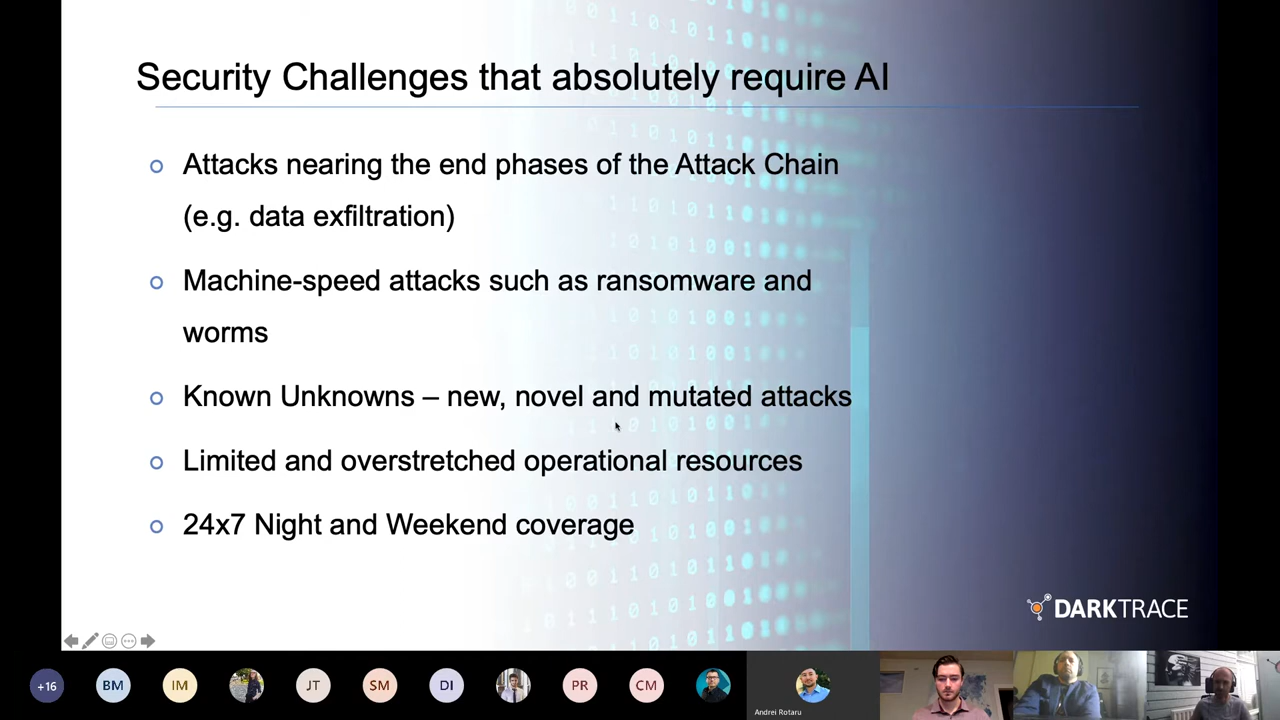 Security Challenges that absolutely require AI
Attacks nearing the end phases of the Attack Chain
(e.g. data exfiltration)
Machine-speed attacks such as ransomware and
worms
Known Unknowns – new, novel and mutated attacks
Limited and overstretched operational resources
24x7 Night and Weekend coverage
DARKTRACE
+16
BM
IM
JT
SM
DI
PR
CM
Andrei Rotaru